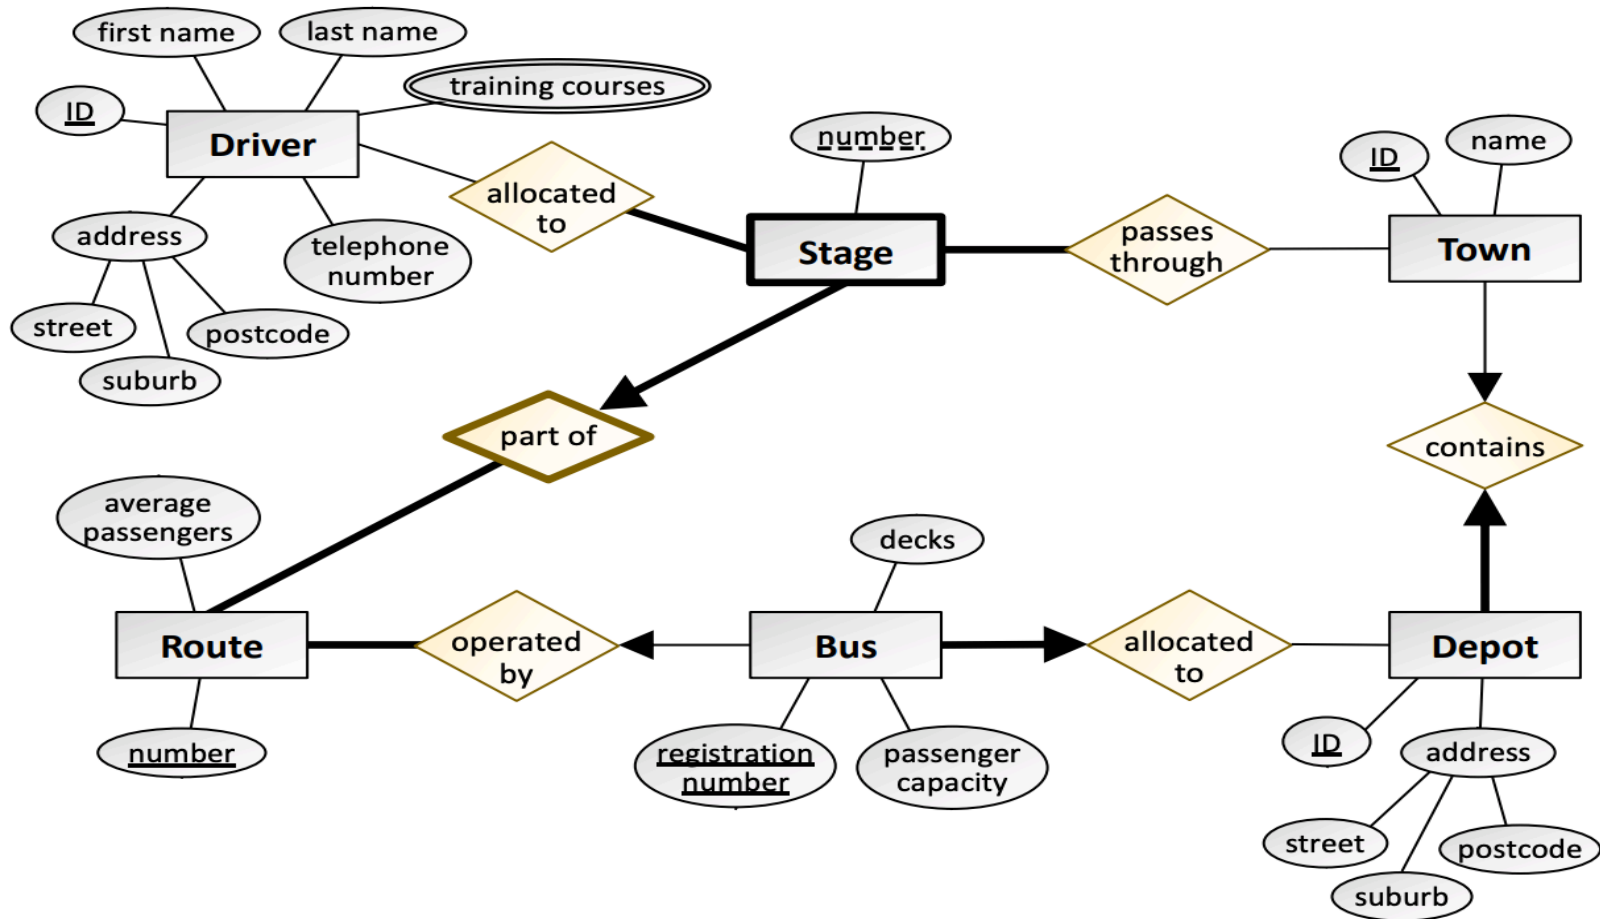 first name
last name
training courses
ID
Driver
number
name
ID
allocated
to
Stage
passes
through
Town
address
telephone
number
street
postcode
suburb
part of
contains
average
passengers
decks
Route
operated
by
Bus
allocated
to
Depot
number
registration
number
passenger
capacity
ID
address
street
postcode
suburb